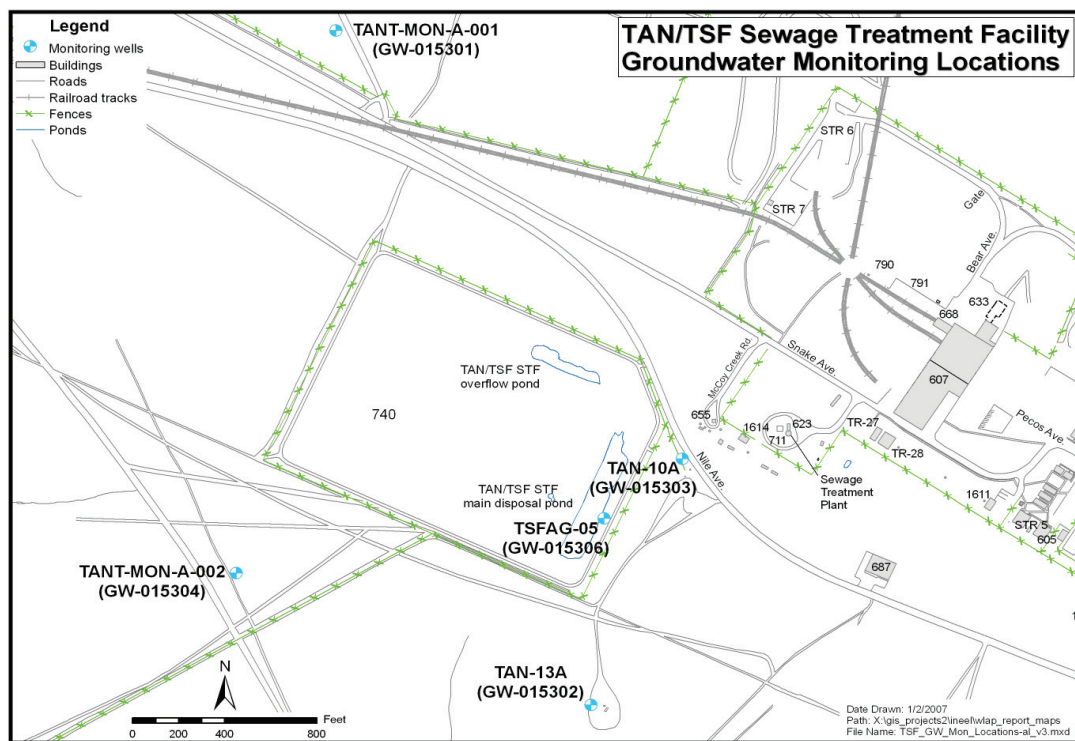 Legend
Monitoring wells
Buildings
Roads
Railroad tracks
Fences
Ponds
TANT-MON-A-001
(GW-015301)
TAN/TSF Sewage Treatment Facility
Groundwater Monitoring Locations
STR 6
STR 7
Gate
Bear Ave.
790
791
633
668
607
Snake Ave.
McCoy Creek Rd.
Pecos Ave.
TAN/TSF STF
overflow pond
740
655
1614
623
711
TR-27
TR-28
Sewage
Treatment
Plant
Nile Ave.
TAN-10A
(GW-015303)
TAN/TSF STF
main disposal pond
TSFAG-05
(GW-015306)
1611
STR 5
605
687
TANT-MON-A-002
(GW-015304)
TAN-13A
(GW-015302)
N
Feet
0 200 400 800
Date Drawn: 1/2/2007
Path: X:\gis_projects2\ineel\wlap_report_maps
File Name: TSF_GW_Mon_Locations-al_v3.mxd